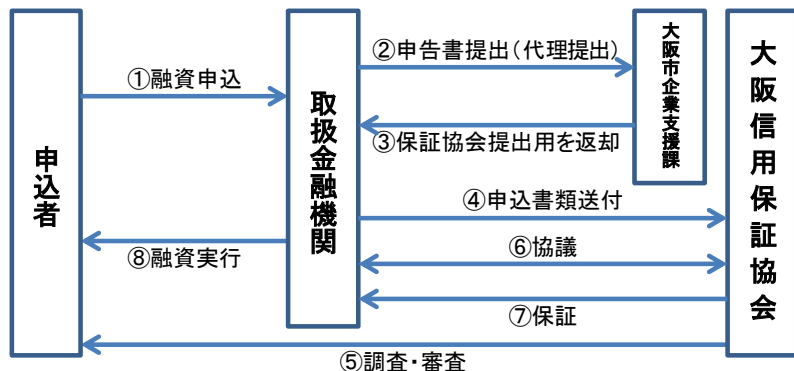 申込者
①融資申込
⑧融資実行
取扱金融機関
②申告書提出（代理提出）
③保証協会提出用を返却
大阪市企業支援課
④申込書類送付
⑥協議
⑦保証
⑤調査・審査
大阪信用保証協会